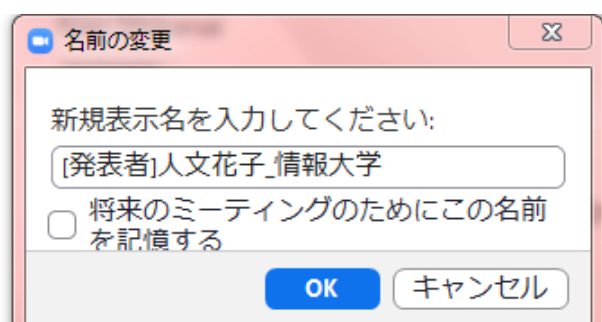 名前の変更
新規表示名を入力してください:
[発表者]人文花子_情報大学
将来のミーティングのためにこの名前
を記憶する
OK
キャンセル